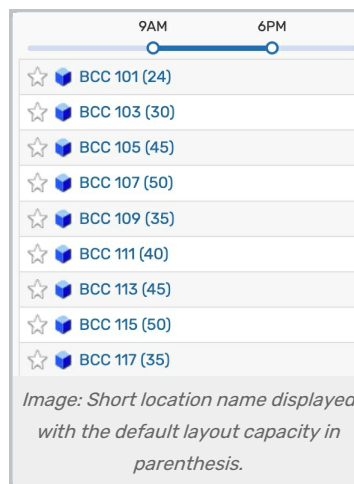 9AM 6PM
BCC 101 (24)
BCC 103 (30)
BCC 105 (45)
BCC 107 (50)
BCC 109 (35)
BCC 111 (40)
BCC 113 (45)
BCC 115 (50)
BCC 117 (35)
Image: Short location name displayed
with the default layout capacity in
parenthesis.